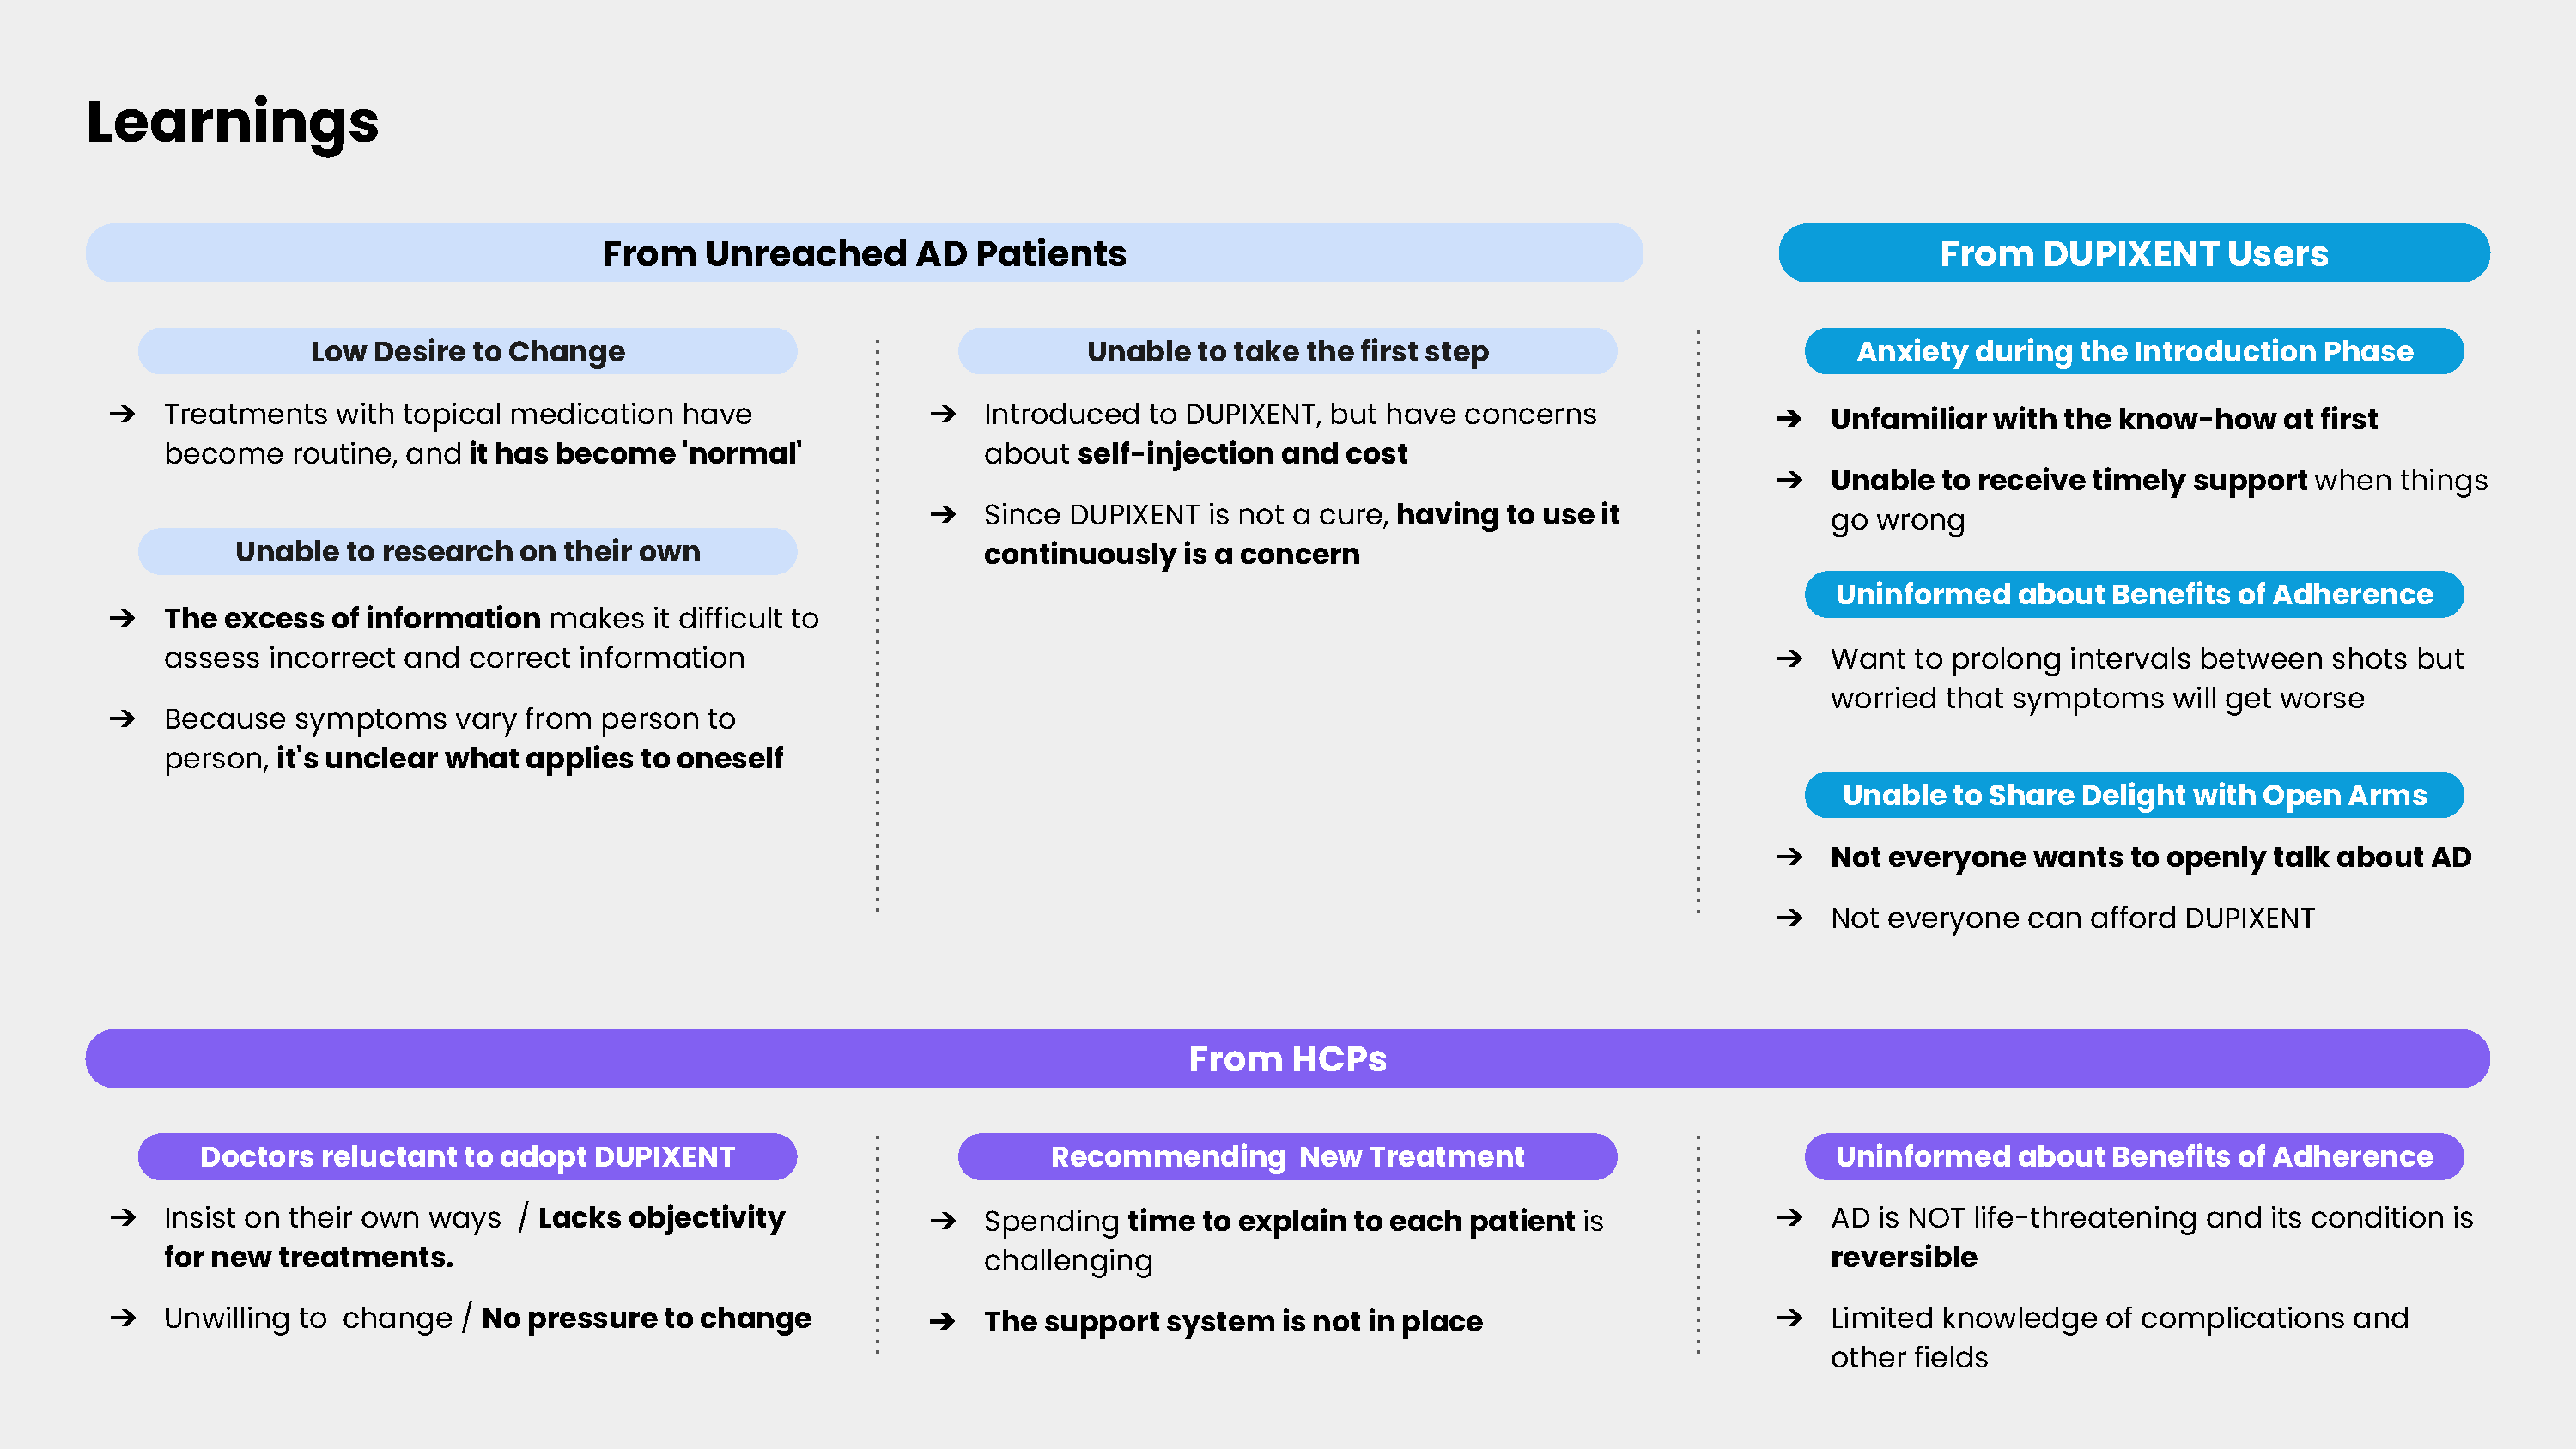 Learnings
From Unreached AD Patients
Low Desire to Change
➔ Treatments with topical medication have
become routine, and it has become 'normal'
Unable to research on their own
➔ The excess of information makes it difficult to
assess incorrect and correct information
➔ Because symptoms vary from person to
person, it's unclear what applies to oneself
Unable to take the first step
➔ Introduced to DUPIXENT, but have concerns
about self-injection and cost
➔ Since DUPIXENT is not a cure, having to use it
continuously is a concern
From DUPIXENT Users
Anxiety during the Introduction Phase
➔ Unfamiliar with the know-how at first
➔ Unable to receive timely support when things
go wrong
Uninformed about Benefits of Adherence
➔ Want to prolong intervals between shots but
worried that symptoms will get worse
Unable to Share Delight with Open Arms
➔ Not everyone wants to openly talk about AD
➔ Not everyone can afford DUPIXENT
From HCPs
Doctors reluctant to adopt DUPIXENT
➔ Insist on their own ways / Lacks objectivity
for new treatments.
➔ Unwilling to change / No pressure to change
Recommending New Treatment
➔ Spending time to explain to each patient is
challenging
➔ The support system is not in place
Uninformed about Benefits of Adherence
➔ AD is NOT life-threatening and its condition is
reversible
➔ Limited knowledge of complications and
other fields